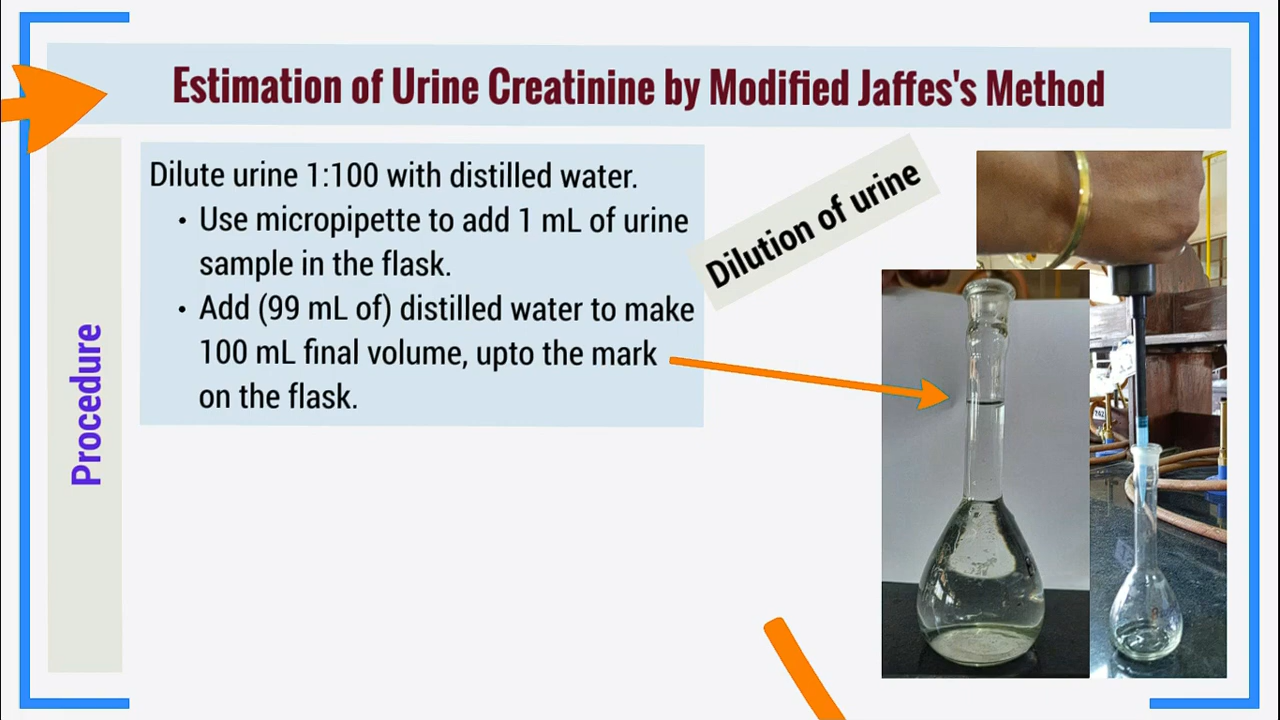 Estimation of Urine Creatinine by Modified Jaffes's Method
Dilute urine 1:100 with distilled water.
• Use micropipette to add 1 mL of urine
sample in the flask.
• Add (99 mL of) distilled water to make
100 mL final volume, upto the mark
on the flask.
Dilution of urine
Procedure